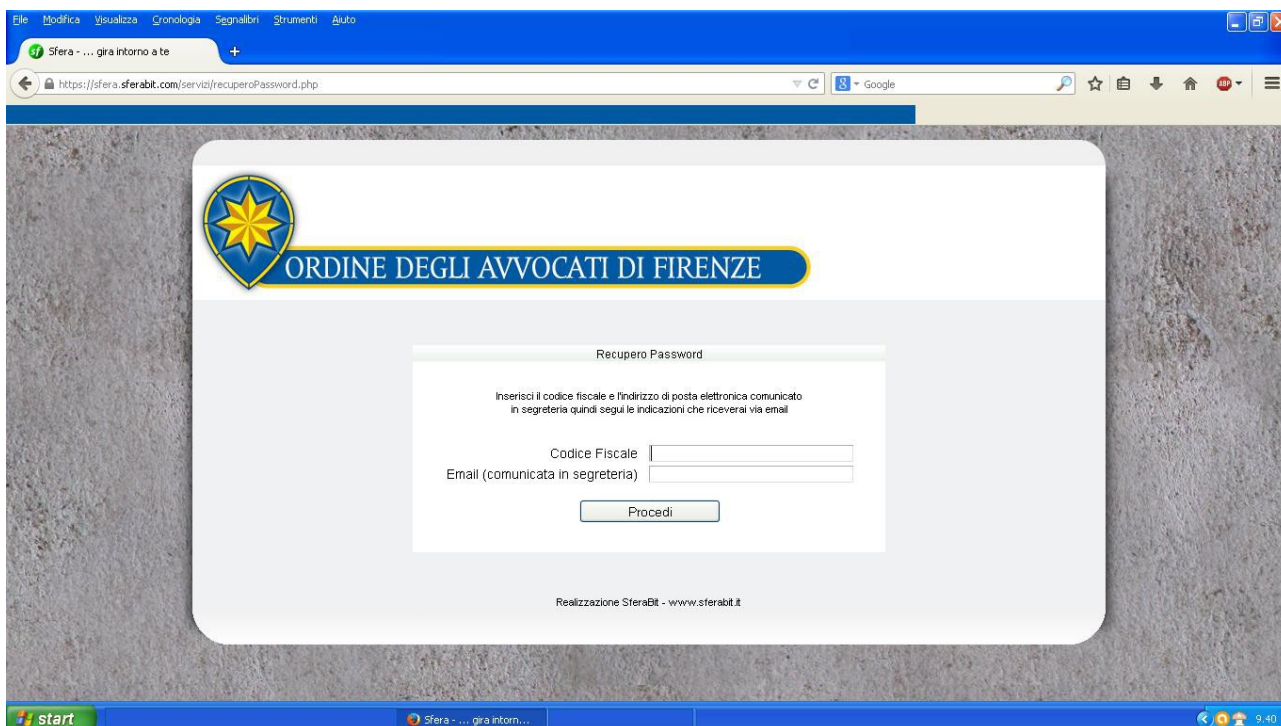 File Modifica Visualizza Cronologia Segnalibri Strumenti Aiuto
sf Sfera - ... gira intorno a te +
https://sfera.sferabit.com/servizi/recuperoPassword.php
8 Google
ABP
ORDINE DEGLI AVVOCATI DI FIRENZE
Recupero Password
Inserisci il codice fiscale e l'indirizzo di posta elettronica comunicato
in segreteria quindi segui le indicazioni che riceverai via email
Codice Fiscale
Email (comunicata in segreteria)
Procedi
Realizzazione SferaBit - www.sferabit.it
start
Sfera - ... gira intorn...
9.40